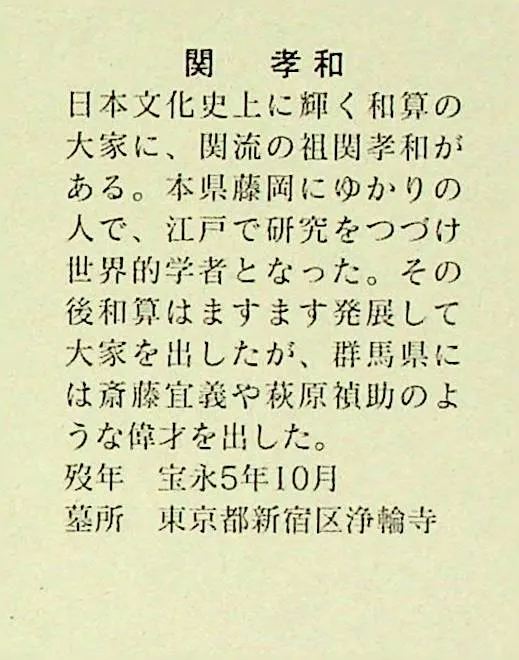 関　孝和
日本文化史上に輝く和算の
大家に、関流の祖関孝和が
ある。本県藤岡にゆかりの
人で、江戸で研究をつづけ
世界的学者となった。その
後和算はますます発展して
大家を出したが、群馬県に
は斎藤宜義や萩原禎助のよ
うな偉才を出した。
歿年　宝永5年10月
墓所　東京都新宿区浄輪寺